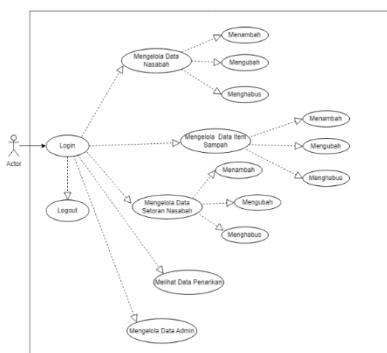 Menambah
Mengelola Data
Nasabah
Mengubah
Menghabus
Menambah
Mengelola Data Item
Sampah
Mengubah
Menghabus
Actor
Login
Menambah
Mengelola Data
Setoran Nasabah
Mengubah
Menghabus
Logout
Melihat Data Penarikan
Mengelola Data Admin